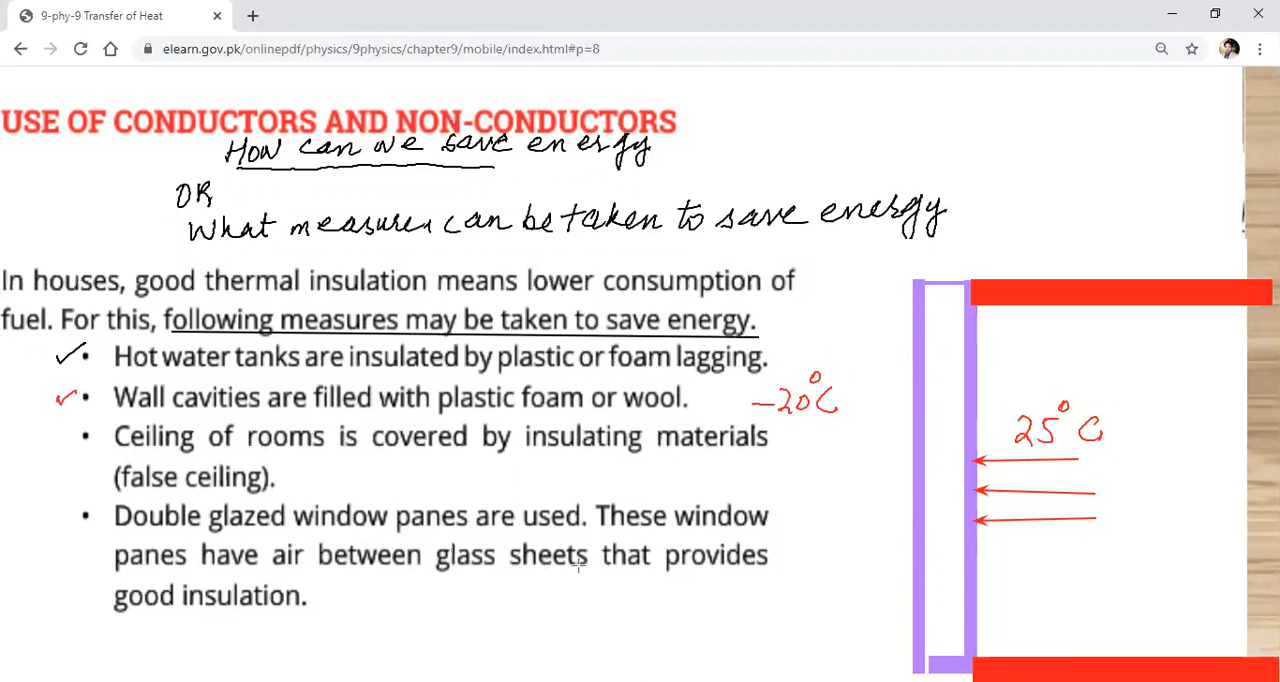 9-phy-9 Transfer of Heat
elearn.gov.pk/onlinepdf/physics/9physics/chapter9/mobile/index.html#p=8
USE OF CONDUCTORS AND NON-CONDUCTORS
How can we save energy
OR
What measures can be taken to save energy
In houses, good thermal insulation means lower consumption of
fuel. For this, following measures may be taken to save energy.
• Hot water tanks are insulated by plastic or foam lagging.
• Wall cavities are filled with plastic foam or wool.
-20°C
• Ceiling of rooms is covered by insulating materials
(false ceiling).
• Double glazed window panes are used. These window
panes have air between glass sheets that provides
good insulation.
25°C